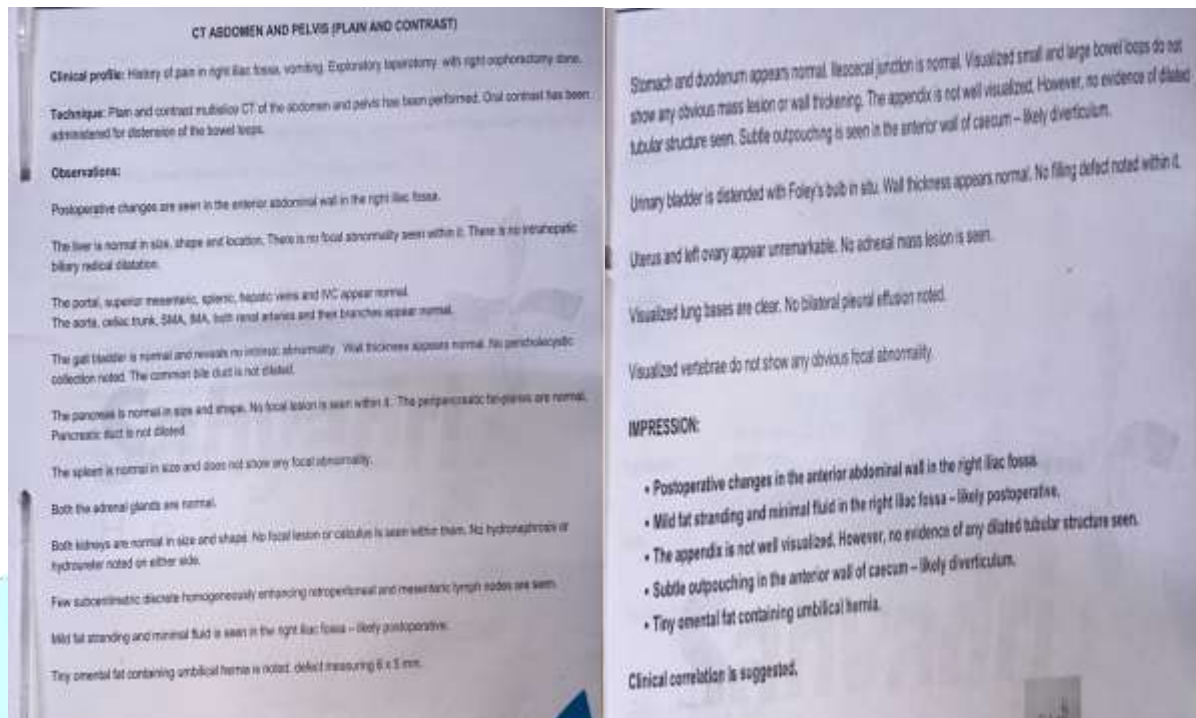 CT ABDOMEN AND PELVIS (PLAIN AND CONTRAST)
Clinical profile: History of pain in right iliac fossa, vomiting. Exploratory laparotomy with right oophorectomy done.
Technique: Plain and contrast multislice CT of the abdomen and pelvis has been performed. Oral contrast has been
administered for distension of the bowel loops.
Observations:
Postoperative changes are seen in the anterior abdominal wall in the right iliac fossa.
The liver is normal in size, shape and location. There is no focal abnormality seen within it. There is no intrahepatic
biliary radical dilatation.
The portal, superior mesenteric, splenic, hepatic veins and IVC appear normal.
The aorta, celiac trunk, SMA, IMA, both renal arteries and their branches appear normal.
The gall bladder is normal and reveals no intrinsic abnormality. Wall thickness appears normal. No pericholecystic
collection noted. The common bile duct is not dilated.
The pancreas is normal in size and shape. No focal lesion is seen within it. The peripancreatic fat-planes are normal.
Pancreatic duct is not dilated.
The spleen is normal in size and does not show any focal abnormality.
Both the adrenal glands are normal.
Both kidneys are normal in size and shape. No focal lesion or calculus is seen within them. No hydronephrosis or
hydroureter noted on either side.
Few subcentimetric discrete homogeneously enhancing retroperitoneal and mesenteric lymph nodes are seen.
Mild fat stranding and minimal fluid is seen in the right iliac fossa – likely postoperative.
Tiny omental fat containing umbilical hernia is noted, defect measuring 6 x 5 mm.
Stomach and duodenum appears normal. Ileocecal junction is normal. Visualized small and large bowel loops do not
show any obvious mass lesion or wall thickening. The appendix is not well visualized. However, no evidence of dilated
tubular structure seen. Subtle outpouching is seen in the anterior wall of caecum – likely diverticulum.
Urinary bladder is distended with Foley's bulb in situ. Wall thickness appears normal. No filling defect noted within it.
Uterus and left ovary appear unremarkable. No adnexal mass lesion is seen.
Visualized lung bases are clear. No bilateral pleural effusion noted.
Visualized vertebrae do not show any obvious focal abnormality.
IMPRESSION:
• Postoperative changes in the anterior abdominal wall in the right iliac fossa.
• Mild fat stranding and minimal fluid in the right iliac fossa – likely postoperative.
• The appendix is not well visualized. However, no evidence of any dilated tubular structure seen.
• Subtle outpouching in the anterior wall of caecum – likely diverticulum.
• Tiny omental fat containing umbilical hernia.
Clinical correlation is suggested.